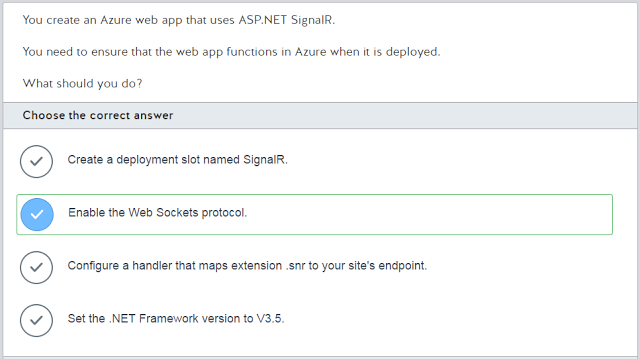 You create an Azure web app that uses ASP.NET SignalR.
You need to ensure that the web app functions in Azure when it is deployed.
What should you do?
Choose the correct answer
Create a deployment slot named SignalR.
Enable the Web Sockets protocol.
Configure a handler that maps extension .snr to your site's endpoint.
Set the .NET Framework version to V3.5.